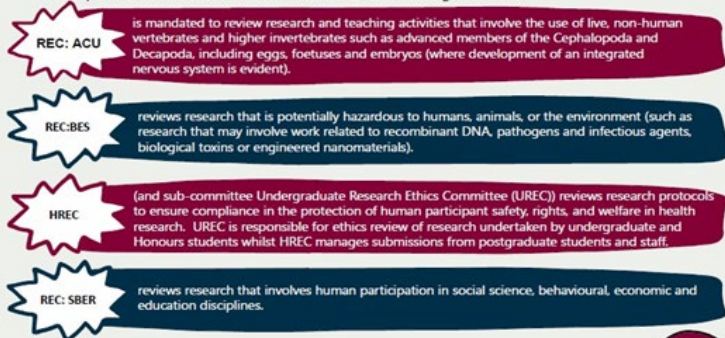 REC: ACU
is mandated to review research and teaching activities that involve the use of live, non-human
vertebrates and higher invertebrates such as advanced members of the Cephalopoda and
Decapoda, including eggs, foetuses and embryos (where development of an integrated
nervous system is evident).
REC:BES
reviews research that is potentially hazardous to humans, animals, or the environment (such as
research that may involve work related to recombinant DNA, pathogens and infectious agents,
biological toxins or engineered nanomaterials).
HREC
(and sub-committee Undergraduate Research Ethics Committee (UREC)) reviews research protocols
to ensure compliance in the protection of human participant safety, rights, and welfare in health
research. UREC is responsible for ethics review of research undertaken by undergraduate and
Honours students whilst HREC manages submissions from postgraduate students and staff.
REC: SBER
reviews research that involves human participation in social science, behavioural, economic and
education disciplines.